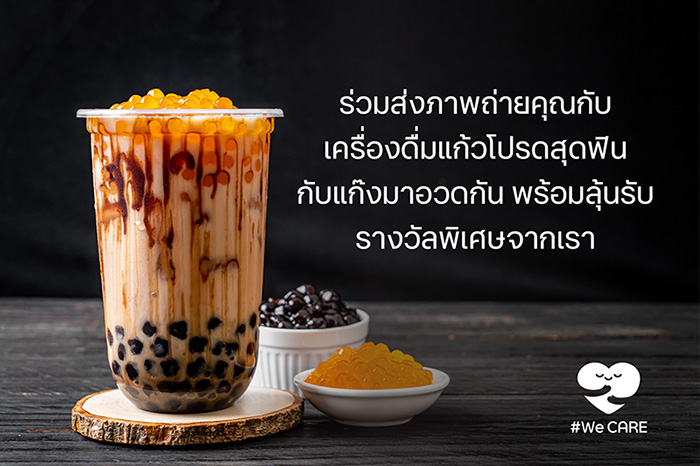 ร่วมส่งภาพถ่ายคุณกับ
เครื่องดื่มแก้วโปรดสุดฟิน
กับแก๊งมาอวดกัน พร้อมลุ้นรับ
รางวัลพิเศษจากเรา
#We CARE